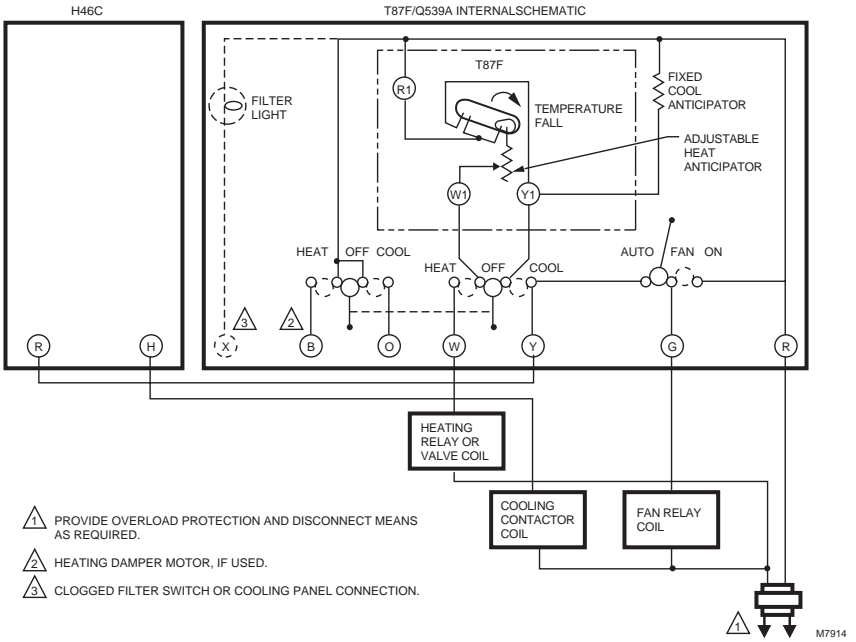 H46C
T87F/Q539A INTERNALSCHEMATIC
T87F
R1
FILTER
LIGHT
TEMPERATURE
FALL
FIXED
COOL
ANTICIPATOR
ADJUSTABLE
HEAT
ANTICIPATOR
W1
Y1
HEAT OFF COOL
HEAT OFF COOL
AUTO FAN ON
3
2
R
H
X
B
O
W
Y
G
R
HEATING
RELAY OR
VALVE COIL
COOLING
CONTACTOR
COIL
FAN RELAY
COIL
1 PROVIDE OVERLOAD PROTECTION AND DISCONNECT MEANS
AS REQUIRED.
2 HEATING DAMPER MOTOR, IF USED.
3 CLOGGED FILTER SWITCH OR COOLING PANEL CONNECTION.
1
M7914